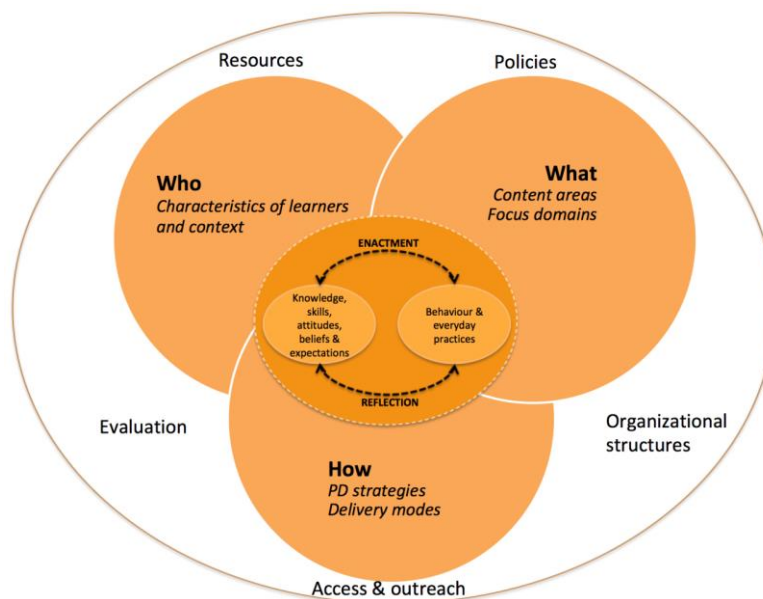 Resources
Policies
Who
Characteristics of learners
and context
What
Content areas
Focus domains
ENACTMENT
Knowledge,
skills,
attitudes,
beliefs &
expectations
Behaviour &
everyday
practices
REFLECTION
Evaluation
Organizational
structures
How
PD strategies
Delivery modes
Access & outreach